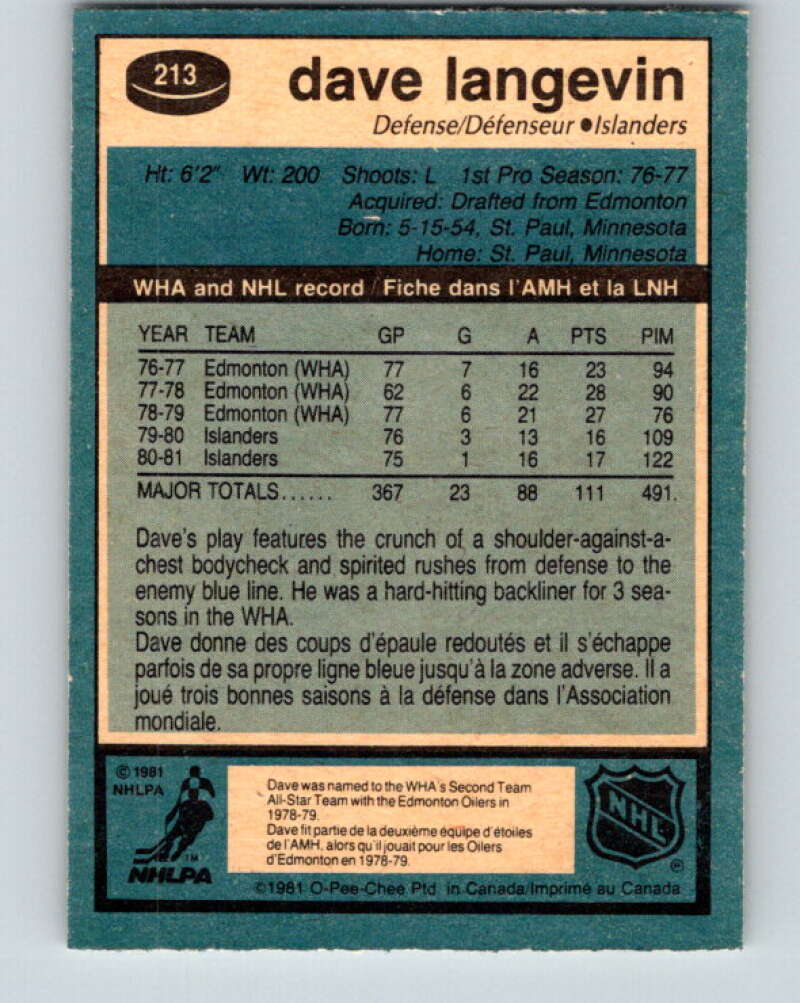 213
dave langevin
Defense/Défenseur ●Islanders
Ht: 6'2" Wt: 200 Shoots: L 1st Pro Season: 76-77
Acquired: Drafted from Edmonton
Born: 5-15-54, St. Paul, Minnesota
Home: St. Paul, Minnesota
WHA and NHL record / Fiche dans l'AMH et la LNH
YEAR TEAM GP G A PTS PIM
76-77 Edmonton (WHA) 77 7 16 23 94
77-78 Edmonton (WHA) 62 6 22 28 90
78-79 Edmonton (WHA) 77 6 21 27 76
79-80 Islanders 76 3 13 16 109
80-81 Islanders 75 1 16 17 122
MAJOR TOTALS...... 367 23 88 111 491.
Dave's play features the crunch of a shoulder-against-a-
chest bodycheck and spirited rushes from defense to the
enemy blue line. He was a hard-hitting backliner for 3 sea-
sons in the WHA.
Dave donne des coups d'épaule redoutés et il s'échappe
parfois de sa propre ligne bleue jusqu'à la zone adverse. Il a
joué trois bonnes saisons à la défense dans l'Association
mondiale.
© 1981
NHLPA
TM
NHLPA
Dave was named to the WHA's Second Team
All-Star Team with the Edmonton Oilers in
1978-79.
Dave fit partie de la deuxième équipe d'étoiles
de l'AMH, alors qu'il jouait pour les Oilers
d'Edmonton en 1978-79.
NHL
®
©1981 O-Pee-Chee Ptd. in Canada/Imprimé au Canada